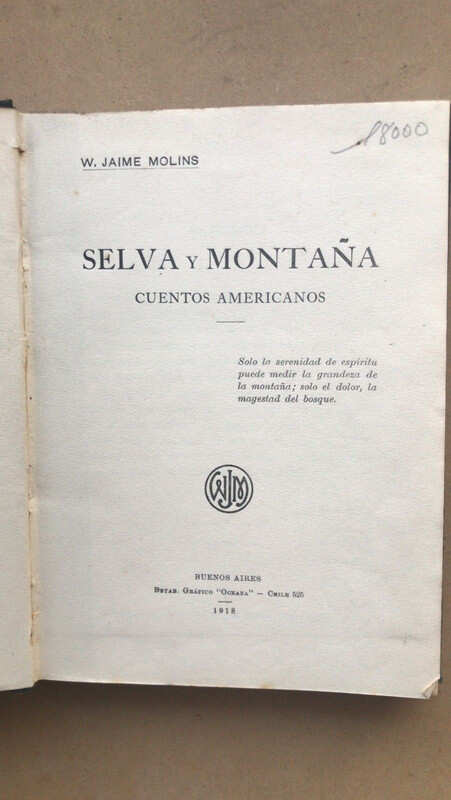 18000
W. JAIME MOLINS
SELVA Y MONTAÑA
CUENTOS AMERICANOS
Solo la serenidad de espíritu
puede medir la grandeza de
la montaña; solo el dolor, la
magestad del bosque.
WJM
BUENOS AIRES
Estab. Gráfico "Oceana" — Chile 525
1918